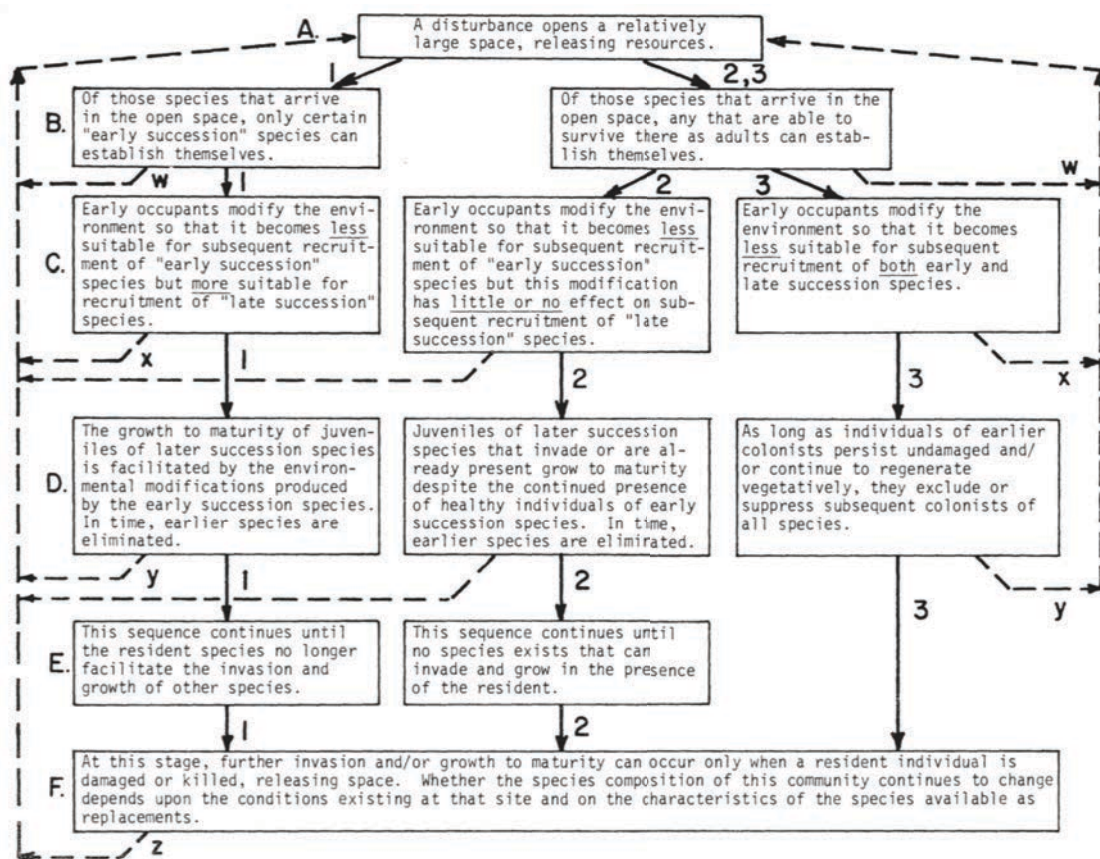 A.
A disturbance opens a relatively
large space, releasing resources.
1
2,3
B.
Of those species that arrive
in the open space, only certain
"early succession" species can
establish themselves.
Of those species that arrive in the
open space, any that are able to
survive there as adults can estab-
lish themselves.
w
1
2
3
w
C.
Early occupants modify the envi-
ronment so that it becomes less
suitable for subsequent recruit-
ment of "early succession"
species but more suitable for
recruitment of "late succession"
species.
Early occupants modify the envi-
ronment so that it becomes less
suitable for subsequent recruit-
ment of "early succession"
species but this modification
has little or no effect on sub-
sequent recruitment of "late
succession" species.
Early occupants modify the
environment so that it becomes
less suitable for subsequent
recruitment of both early and
late succession species.
x
1
2
3
x
D.
The growth to maturity of juven-
iles of later succession species
is facilitated by the environ-
mental modifications produced
by the early succession species.
In time, earlier species are
eliminated.
Juveniles of later succession
species that invade or are al-
ready present grow to maturity
despite the continued presence
of healthy individuals of early
succession species. In time,
earlier species are elimirated.
As long as individuals of earlier
colonists persist undamaged and/
or continue to regenerate
vegetatively, they exclude or
suppress subsequent colonists of
all species.
y
1
2
3
y
E.
This sequence continues until
the resident species no longer
facilitate the invasion and
growth of other species.
This sequence continues until
no species exists that can
invade and grow in the presence
of the resident.
1
2
F.
At this stage, further invasion and/or growth to maturity can occur only when a resident individual is
damaged or killed, releasing space. Whether the species composition of this community continues to change
depends upon the conditions existing at that site and on the characteristics of the species available as
replacements.
z